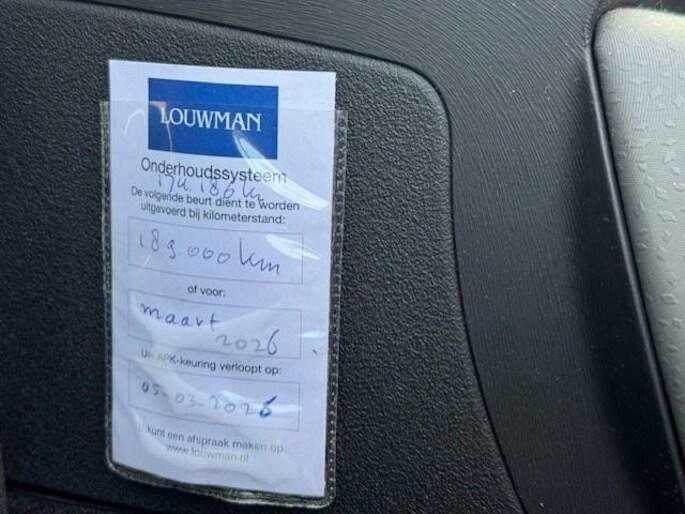 LOUWMAN
Onderhoudssysteem
174.186 km
De volgende beurt dient te worden
uitgevoerd bij kilometerstand:
189.000 km
of voor:
maart
2026
Uw APK-keuring verloopt op:
05-03-2026
U kunt een afspraak maken op
www.louwman.nl